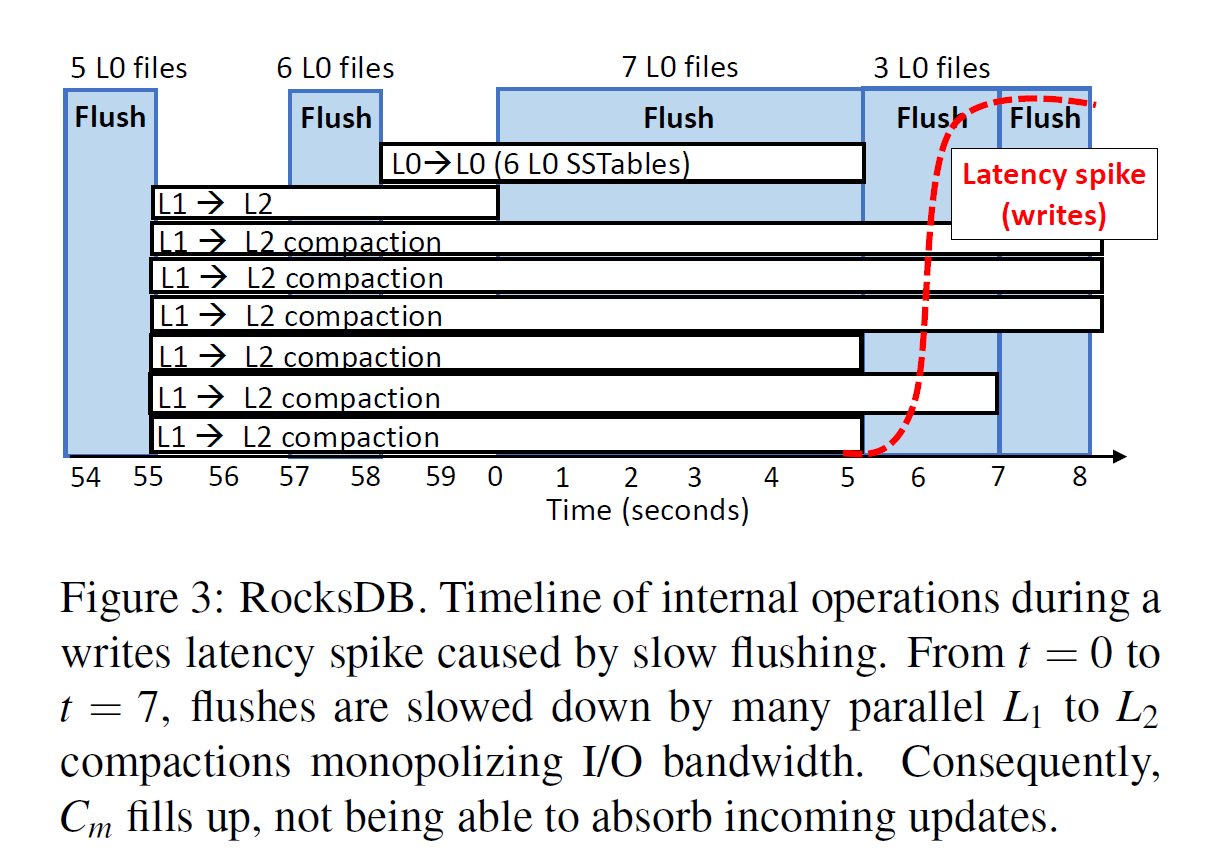 5 L0 files 6 L0 files 7 L0 files 3 L0 files
Flush Flush Flush Flush Flush
L0→L0 (6 L0 SSTables)
Latency spike
(writes)
L1 → L2
L1 → L2 compaction
L1 → L2 compaction
L1 → L2 compaction
L1 → L2 compaction
L1 → L2 compaction
L1 → L2 compaction
54 55 56 57 58 59 0 1 2 3 4 5 6 7 8
Time (seconds)
Figure 3: RocksDB. Timeline of internal operations during a
writes latency spike caused by slow flushing. From t = 0 to
t = 7, flushes are slowed down by many parallel L1 to L2
compactions monopolizing I/O bandwidth. Consequently,
Cm fills up, not being able to absorb incoming updates.